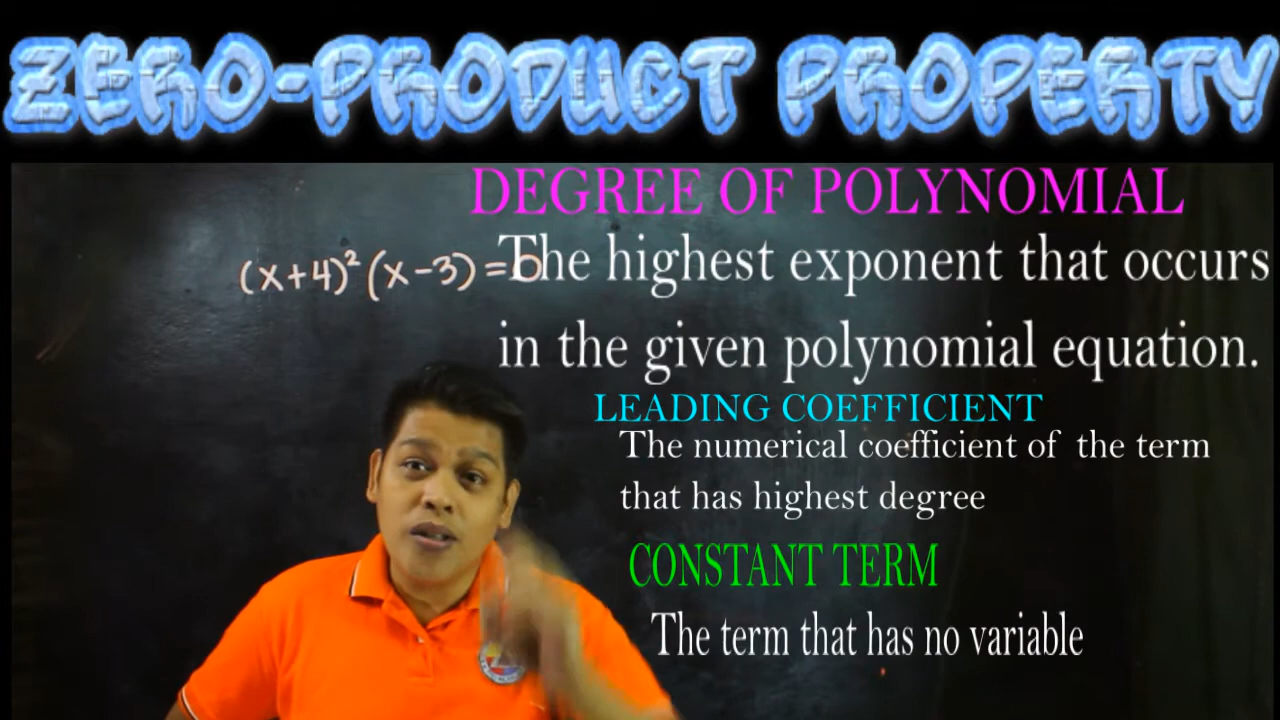 ZERO-PRODUCT PROPERTY
DEGREE OF POLYNOMIAL
(x+4)²(x-3)=0
The highest exponent that occurs
in the given polynomial equation.
LEADING COEFFICIENT
The numerical coefficient of the term
that has highest degree
CONSTANT TERM
The term that has no variable